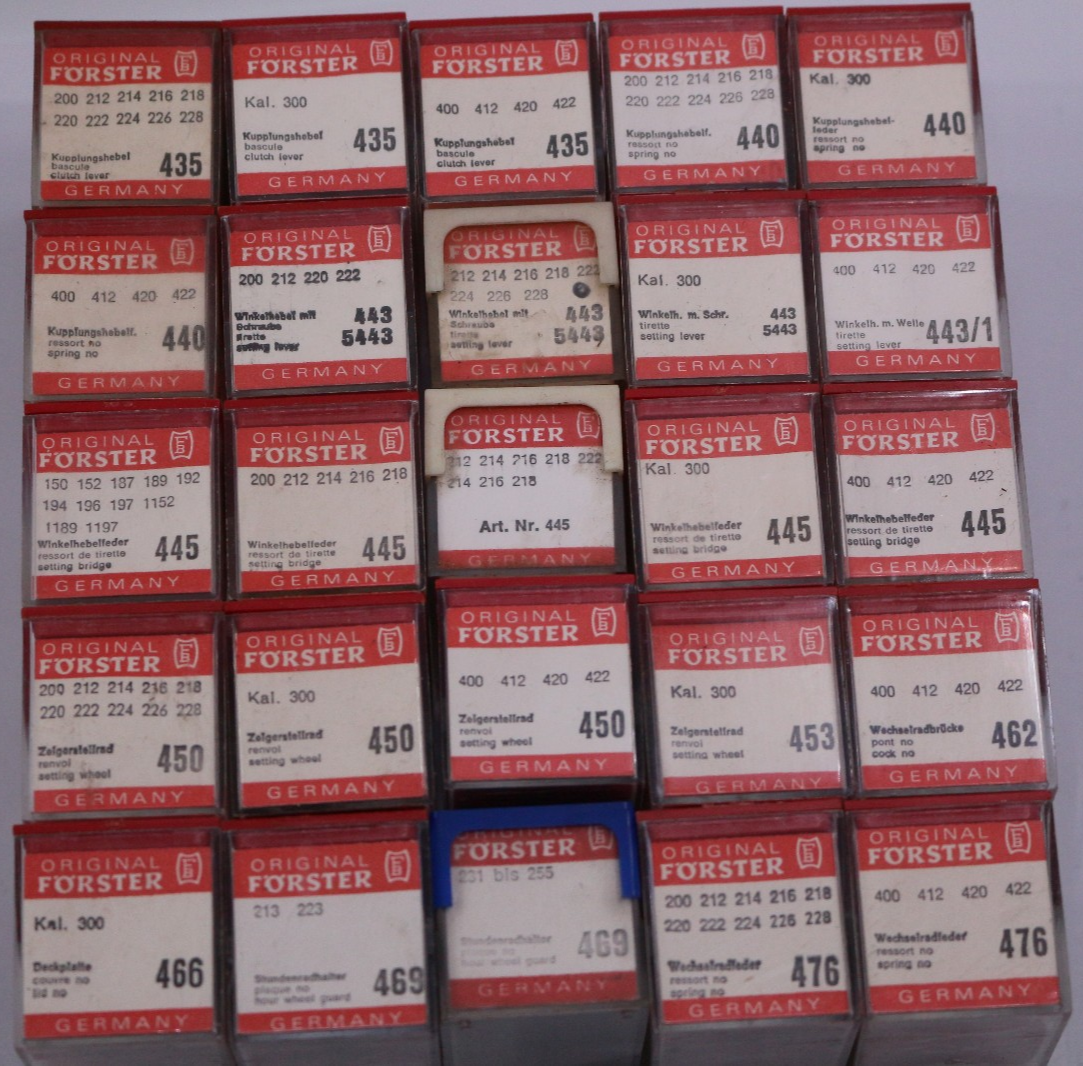 ORIGINAL
FÖRSTER
200 212 214 216 218
220 222 224 226 228
Kupplungshebel
bascule
clutch lever
435
GERMANY
ORIGINAL
FÖRSTER
Kal. 300
Kupplungshebel
bascule
clutch lever
435
GERMANY
ORIGINAL
FÖRSTER
400 412 420 422
Kupplungshebel
bascule
clutch lever
435
GERMANY
ORIGINAL
FÖRSTER
200 212 214 216 218
220 222 224 226 228
Kupplungshebelf.
ressort no
spring no
440
GERMANY
ORIGINAL
FÖRSTER
Kal. 300
Kupplungshebel-
feder
ressort no
spring no
440
GERMANY
ORIGINAL
FÖRSTER
400 412 420 422
Kupplungshebelf.
ressort no
spring no
440
GERMANY
ORIGINAL
FÖRSTER
200 212 220 222
Winkelhebel mit
Schraube
tirette
setting lever
443
5443
GERMANY
ORIGINAL
FÖRSTER
212 214 216 218 222
224 226 228
Winkelhebel mit
Schraube
tirette
setting lever
443
5443
GERMANY
ORIGINAL
FÖRSTER
Kal. 300
Winkelh. m. Schr.
tirette
setting lever
443
5443
GERMANY
ORIGINAL
FÖRSTER
400 412 420 422
Winkelh. m. Welle
tirette
setting lever
443/1
GERMANY
ORIGINAL
FÖRSTER
150 152 187 189 192
194 196 197 1152
1189 1197
Winkelhebelfeder
ressort de tirette
setting bridge
445
GERMANY
ORIGINAL
FÖRSTER
200 212 214 216 218
Winkelhebelfeder
ressort de tirette
setting bridge
445
GERMANY
ORIGINAL
FÖRSTER
212 214 216 218 222
214 216 218
Art. Nr. 445
GERMANY
ORIGINAL
FÖRSTER
Kal. 300
Winkelhebelfeder
ressort de tirette
setting bridge
445
GERMANY
ORIGINAL
FÖRSTER
400 412 420 422
Winkelhebelfeder
ressort de tirette
setting bridge
445
GERMANY
ORIGINAL
FÖRSTER
200 212 214 216 218
220 222 224 226 228
Zeigerstellrad
renvoi
setting wheel
450
GERMANY
ORIGINAL
FÖRSTER
Kal. 300
Zeigerstellrad
renvoi
setting wheel
450
GERMANY
ORIGINAL
FÖRSTER
400 412 420 422
Zeigerstellrad
renvoi
setting wheel
450
GERMANY
ORIGINAL
FÖRSTER
Kal. 300
Zeigerstellrad
renvoi
setting wheel
453
GERMANY
ORIGINAL
FÖRSTER
400 412 420 422
Wechselradbrücke
pont no
cock no
462
GERMANY
ORIGINAL
FÖRSTER
Kal. 300
Deckplatte
couvre no
lid no
466
GERMANY
ORIGINAL
FÖRSTER
213 223
Stundenradhalter
plaque no
hour wheel guard
469
GERMANY
ORIGINAL
FÖRSTER
231 bis 255
Stundenradhalter
plaque no
hour wheel guard
469
GERMANY
ORIGINAL
FÖRSTER
200 212 214 216 218
220 222 224 226 228
Wechselradfeder
ressort no
spring no
476
GERMANY
ORIGINAL
FÖRSTER
400 412 420 422
Wechselradfeder
ressort no
spring no
476
GERMANY